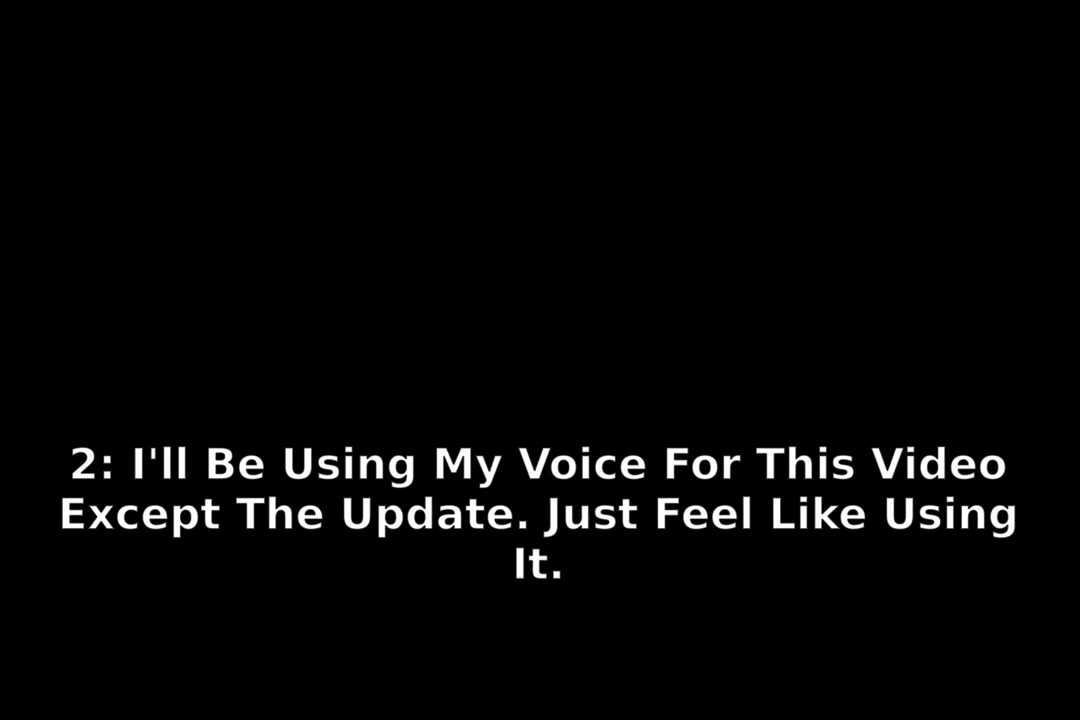 2: I'll Be Using My Voice For This Video
Except The Update. Just Feel Like Using
It.